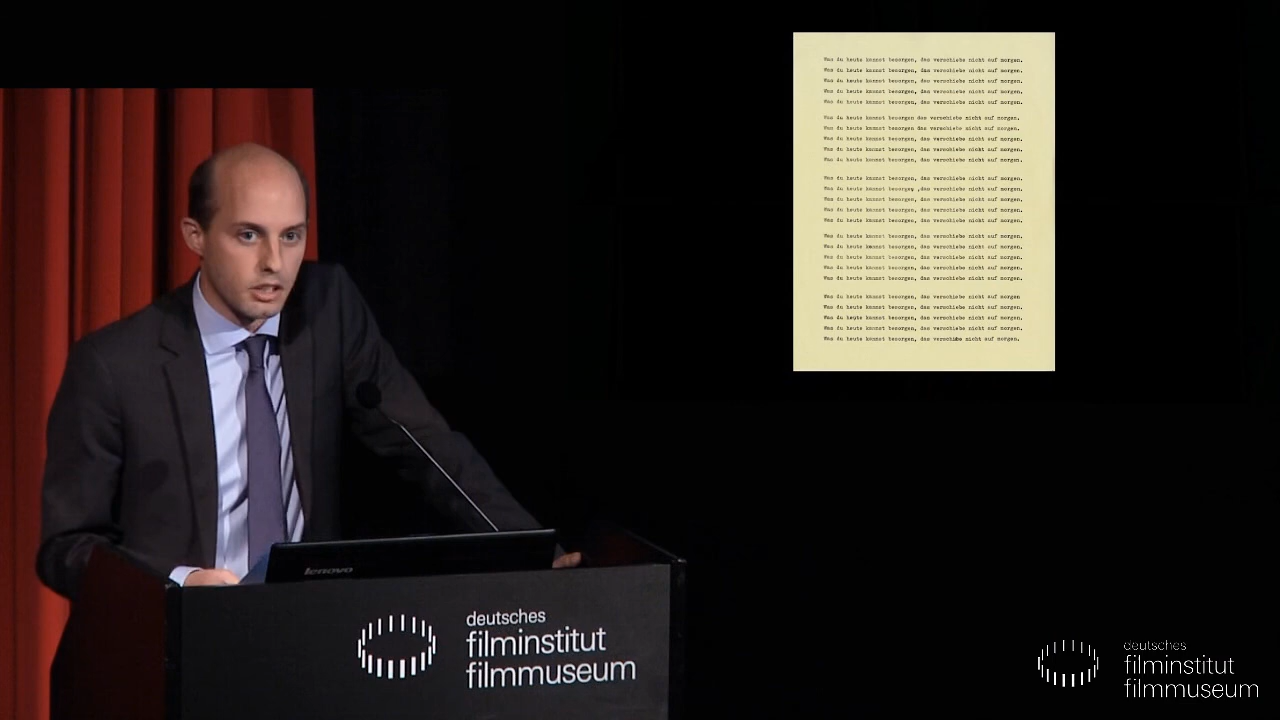 Was du heute kannst besorgen, das verschiebe nicht auf morgen.
Was du heute kannst besorgen, das verschiebe nicht auf morgen.
Was du heute kannst besorgen, das verschiebe nicht auf morgen.
Was du heute kannst besorgen, das verschiebe nicht auf morgen.
Was du heute kannst besorgen, das verschiebe nicht auf morgen.
Was du heute kannst besorgen das verschiebe nicht auf morgen.
Was du heute kannst besorgen das verschiebe nicht auf morgen.
Was du heute kannst besorgen, das verschiebe nicht auf morgen.
Was du heute kannst besorgen, das verschiebe nicht auf morgen.
Was du heute kannst besorgen, das verschiebe nicht auf morgen.
Was du heute kannst besorgen, das verschiebe nicht auf morgen.
Was du heute kannst besorgen ,das verschiebe nicht auf morgen.
Was du heute kannst besorgen, das verschiebe nicht auf morgen.
Was du heute kannst besorgen, das verschiebe nicht auf morgen.
Was du heute kannst besorgen, das verschiebe nicht auf morgen.
Was du heute kannst besorgen, das verschiebe nicht auf morgen.
Was du heute kannst besorgen, das verschiebe nicht auf morgen.
Was du heute kannst besorgen, das verschiebe nicht auf morgen.
Was du heute kannst besorgen, das verschiebe nicht auf morgen.
Was du heute kannst besorgen, das verschiebe nicht auf morgen.
Was du heute kannst besorgen, das verschiebe nicht auf morgen
Was du heute kannst besorgen, das verschiebe nicht auf morgen.
Was du heute kannst besorgen, das verschiebe nicht auf morgen.
Was du heute kannst besorgen, das verschiebe nicht auf morgen.
Was du heute kannst besorgen, das verschiebe nicht auf morgen.
lenovo
deutsches
filminstitut
filmmuseum
deutsches
filminstitut
filmmuseum